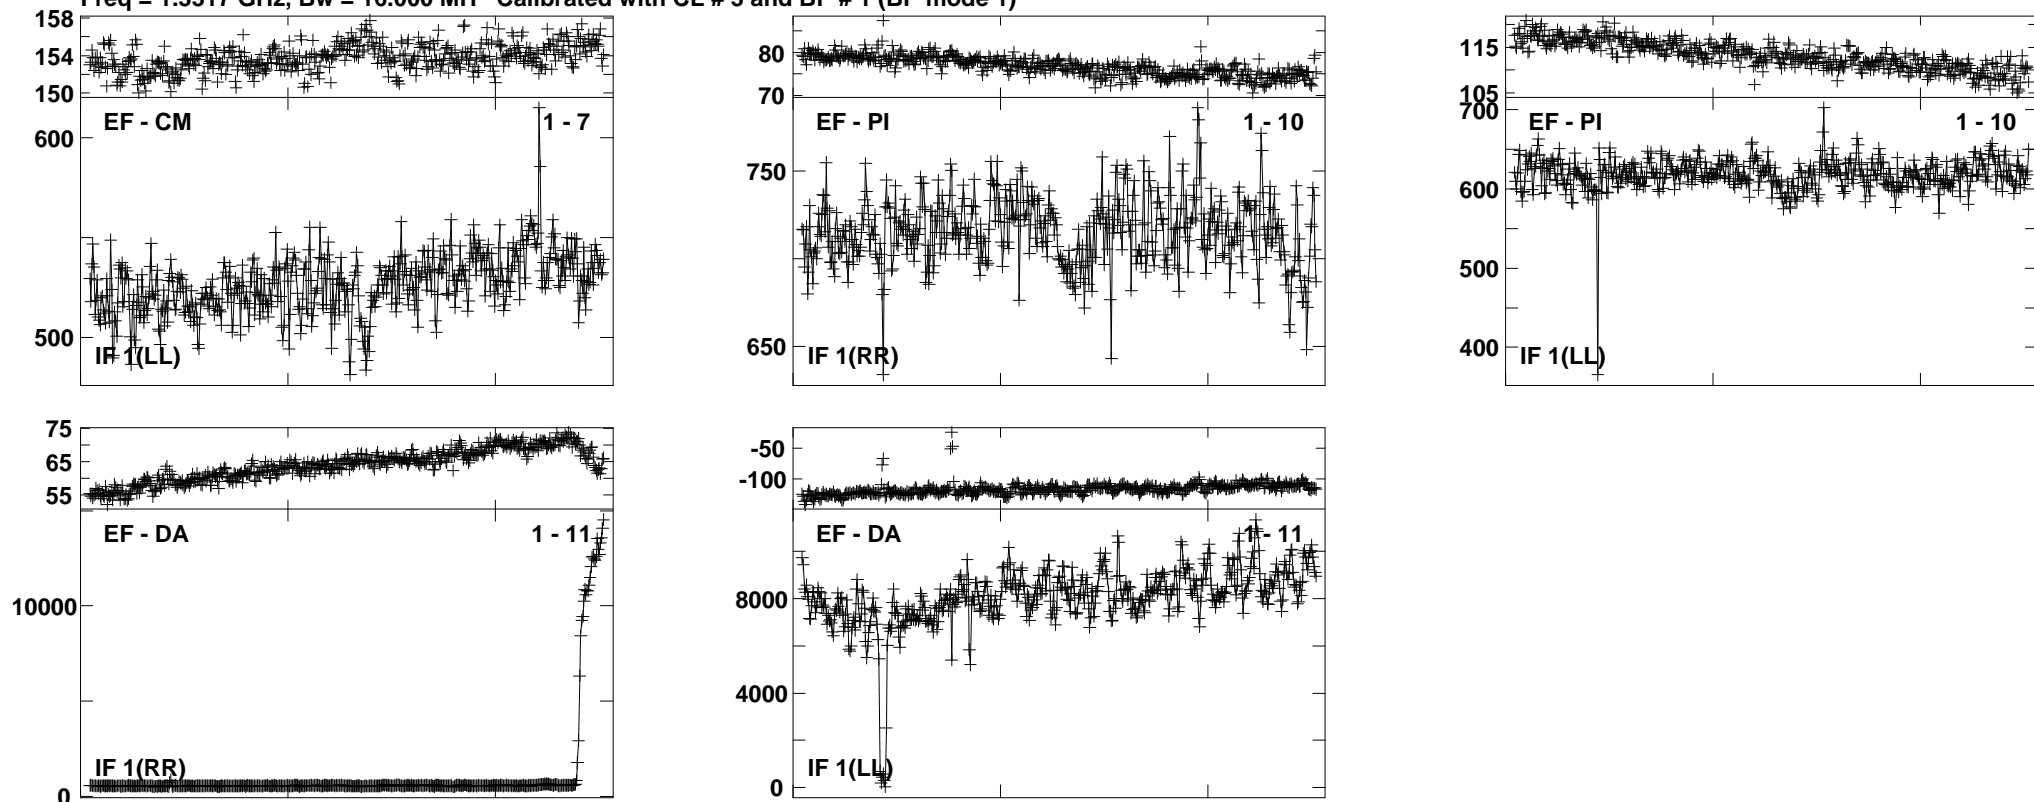 158
154
150
EF - CM
1 - 7
600
500
IF 1(LL)
80
70
EF - PI
1 - 10
750
650
IF 1(RR)
115
105
700
EF - PI
1 - 10
600
500
400
IF 1(LL)
75
65
55
EF - DA
1 - 11
10000
0
IF 1(RR)
-50
-100
EF - DA
1 - 11
8000
4000
0
IF 1(LL)